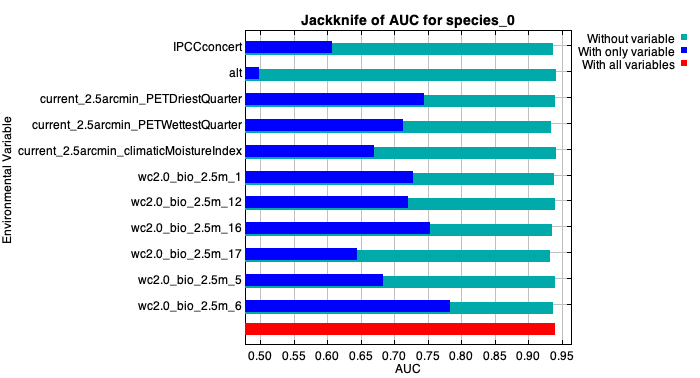 Jackknife of AUC for species_0
Without variable
With only variable
With all variables
Environmental Variable
IPCCconcert
alt
current_2.5arcmin_PETDriestQuarter
current_2.5arcmin_PETWettestQuarter
current_2.5arcmin_climaticMoistureIndex
wc2.0_bio_2.5m_1
wc2.0_bio_2.5m_12
wc2.0_bio_2.5m_16
wc2.0_bio_2.5m_17
wc2.0_bio_2.5m_5
wc2.0_bio_2.5m_6
0.50 0.55 0.60 0.65 0.70 0.75 0.80 0.85 0.90 0.95
AUC